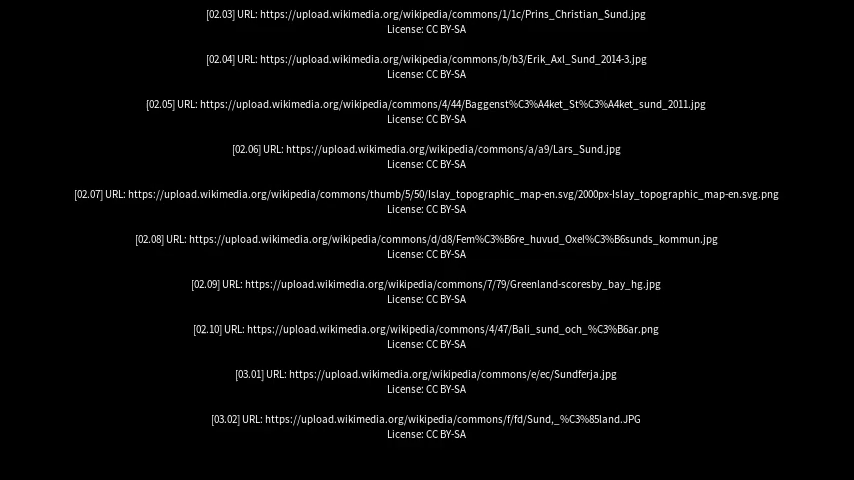 [02.03] URL: https://upload.wikimedia.org/wikipedia/commons/1/1c/Prins_Christian_Sund.jpg
License: CC BY-SA
[02.04] URL: https://upload.wikimedia.org/wikipedia/commons/b/b3/Erik_Axl_Sund_2014-3.jpg
License: CC BY-SA
[02.05] URL: https://upload.wikimedia.org/wikipedia/commons/4/44/Baggenst%C3%A4ket_St%C3%A4ket_sund_2011.jpg
License: CC BY-SA
[02.06] URL: https://upload.wikimedia.org/wikipedia/commons/a/a9/Lars_Sund.jpg
License: CC BY-SA
[02.07] URL: https://upload.wikimedia.org/wikipedia/commons/thumb/5/50/Islay_topographic_map-en.svg/2000px-Islay_topographic_map-en.svg.png
License: CC BY-SA
[02.08] URL: https://upload.wikimedia.org/wikipedia/commons/d/d8/Fem%C3%B6re_huvud_Oxel%C3%B6sunds_kommun.jpg
License: CC BY-SA
[02.09] URL: https://upload.wikimedia.org/wikipedia/commons/7/79/Greenland-scoresby_bay_hg.jpg
License: CC BY-SA
[02.10] URL: https://upload.wikimedia.org/wikipedia/commons/4/47/Bali_sund_och_%C3%B6ar.png
License: CC BY-SA
[03.01] URL: https://upload.wikimedia.org/wikipedia/commons/e/ec/Sundferja.jpg
License: CC BY-SA
[03.02] URL: https://upload.wikimedia.org/wikipedia/commons/f/fd/Sund,_%C3%85land.JPG
License: CC BY-SA